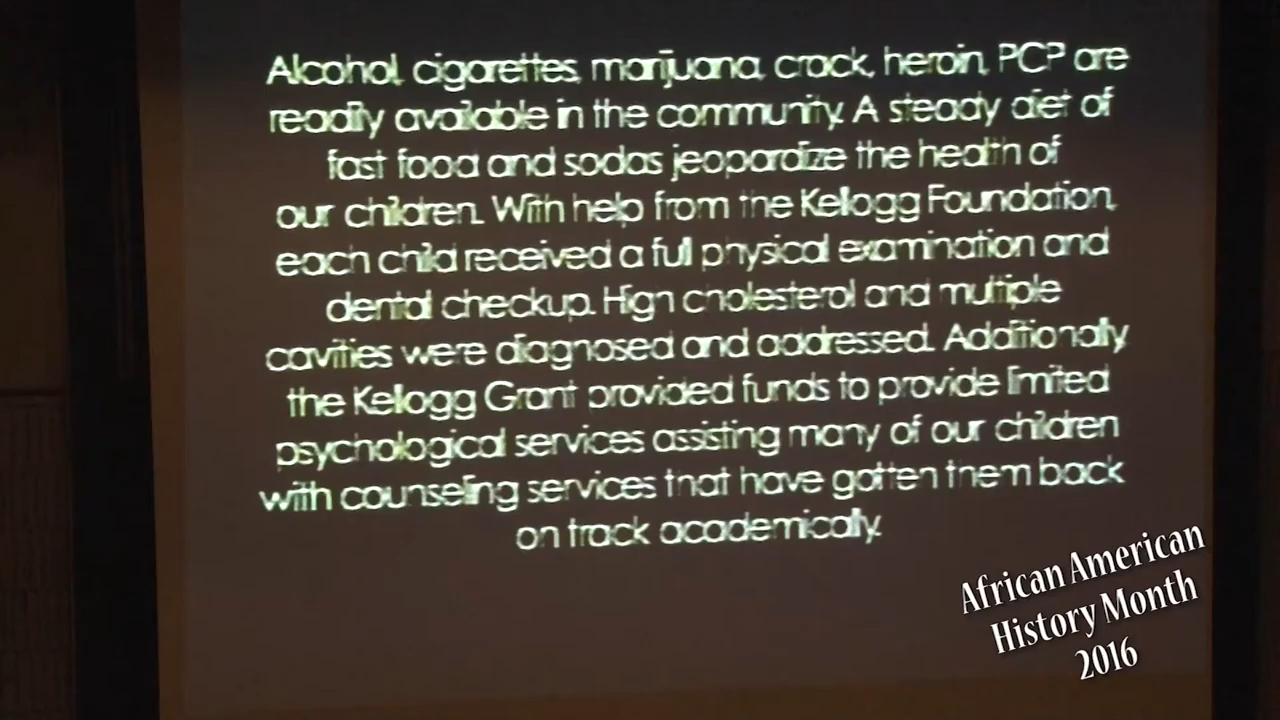 Alcohol, cigarettes, marijuana, crack, heroin, PCP are
readily available in the community. A steady diet of
fast food and sodas jeopardize the health of
our children. With help from the Kellogg Foundation,
each child received a full physical examination and
dental checkup. High cholesterol and multiple
cavities were diagnosed and addressed. Additionally,
the Kellogg Grant provided funds to provide limited
psychological services assisting many of our children
with counseling services that have gotten them back
on track academically.
African American
History Month
2016